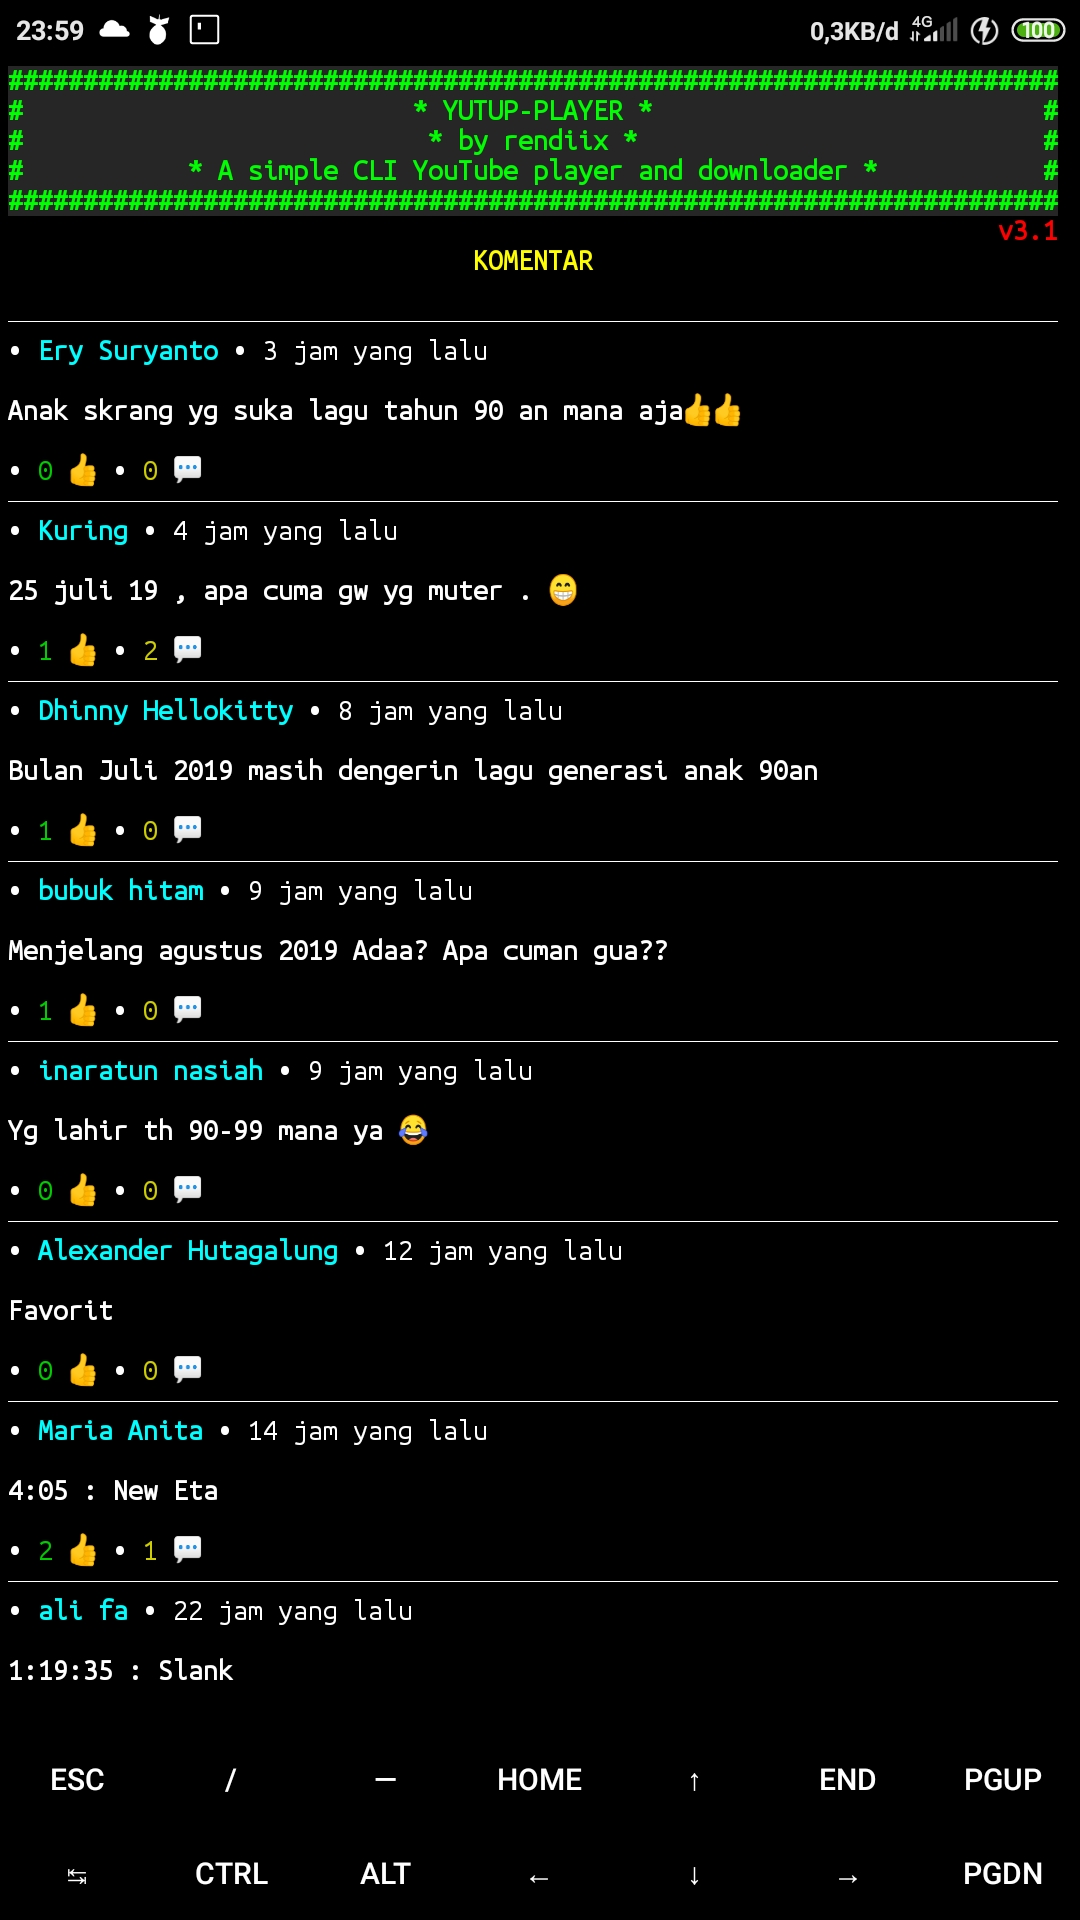 23:59 0,3KB/d 4G 100
######################################################################
# * YUTUP-PLAYER * #
# * by rendiix * #
# * A simple CLI YouTube player and downloader * #
######################################################################
v3.1
KOMENTAR
• Ery Suryanto • 3 jam yang lalu
Anak skrang yg suka lagu tahun 90 an mana aja👍👍
• 0 👍 • 0 💬
• Kuring • 4 jam yang lalu
25 juli 19 , apa cuma gw yg muter . 😁
• 1 👍 • 2 💬
• Dhinny Hellokitty • 8 jam yang lalu
Bulan Juli 2019 masih dengerin lagu generasi anak 90an
• 1 👍 • 0 💬
• bubuk hitam • 9 jam yang lalu
Menjelang agustus 2019 Adaa? Apa cuman gua??
• 1 👍 • 0 💬
• inaratun nasiah • 9 jam yang lalu
Yg lahir th 90-99 mana ya 😂
• 0 👍 • 0 💬
• Alexander Hutagalung • 12 jam yang lalu
Favorit
• 0 👍 • 0 💬
• Maria Anita • 14 jam yang lalu
4:05 : New Eta
• 2 👍 • 1 💬
• ali fa • 22 jam yang lalu
1:19:35 : Slank
ESC / — HOME ↑ END PGUP
↹ CTRL ALT ← ↓ → PGDN